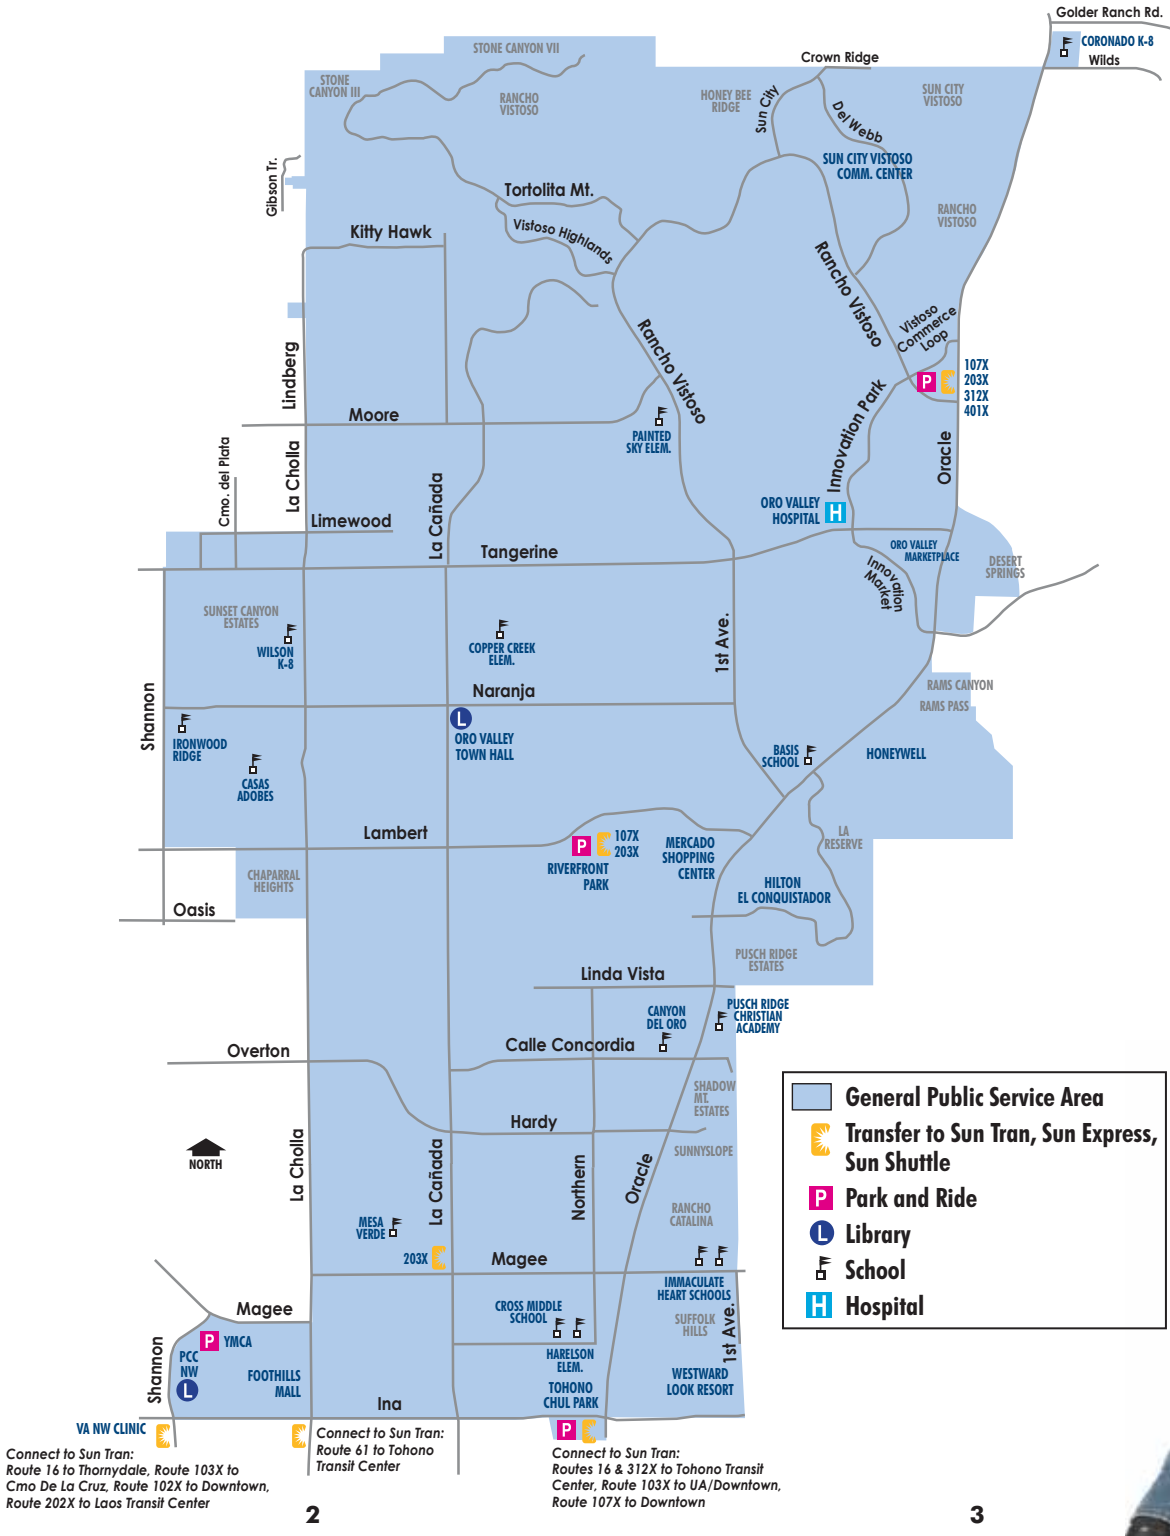 Golder Ranch Rd.
CORONADO K-8
Wilds
STONE CANYON VII
Crown Ridge
STONE
CANYON III
RANCHO
VISTOSO
HONEY BEE
RIDGE
Sun City
Del Webb
SUN CITY
VISTOSO
SUN CITY VISTOSO
COMM. CENTER
Gibson Tr.
Tortolita Mt.
RANCHO
VISTOSO
Kitty Hawk
Vistoso Highlands
Rancho Vistoso
Vistoso
Commerce
Loop
Lindberg
Rancho Vistoso
P
107X
203X
312X
401X
Innovation Park
Moore
PAINTED
SKY ELEM.
Cmo. del Plata
La Cholla
La Cañada
Oracle
ORO VALLEY
HOSPITAL
H
Limewood
Tangerine
ORO VALLEY
MARKETPLACE
Innovation
Market
DESERT
SPRINGS
SUNSET CANYON
ESTATES
WILSON
K-8
COPPER CREEK
ELEM.
1st Ave.
Shannon
Naranja
RAMS CANYON
RAMS PASS
L
ORO VALLEY
TOWN HALL
IRONWOOD
RIDGE
CASAS
ADOBES
BASIS
SCHOOL
HONEYWELL
Lambert
P
107X
203X
RIVERFRONT
PARK
MERCADO
SHOPPING
CENTER
LA
RESERVE
CHAPARRAL
HEIGHTS
HILTON
EL CONQUISTADOR
Oasis
PUSCH RIDGE
ESTATES
Linda Vista
CANYON
DEL ORO
PUSCH RIDGE
CHRISTIAN
ACADEMY
Overton
Calle Concordia
SHADOW
MT.
ESTATES
Hardy
SUNNYSLOPE
NORTH
La Cholla
La Cañada
Northern
Oracle
RANCHO
CATALINA
MESA
VERDE
203X
Magee
IMMACULATE
HEART SCHOOLS
Magee
CROSS MIDDLE
SCHOOL
SUFFOLK
HILLS
1st Ave.
P
YMCA
Shannon
PCC
NW
L
FOOTHILLS
MALL
HARELSON
ELEM.
WESTWARD
LOOK RESORT
TOHONO
CHUL PARK
Ina
P
VA NW CLINIC
Connect to Sun Tran:
Route 16 to Thornydale, Route 103X to
Cmo De La Cruz, Route 102X to Downtown,
Route 202X to Laos Transit Center
Connect to Sun Tran:
Route 61 to Tohono
Transit Center
Connect to Sun Tran:
Routes 16 & 312X to Tohono Transit
Center, Route 103X to UA/Downtown,
Route 107X to Downtown
General Public Service Area
Transfer to Sun Tran, Sun Express,
Sun Shuttle
P
Park and Ride
L
Library
School
H
Hospital
2
3